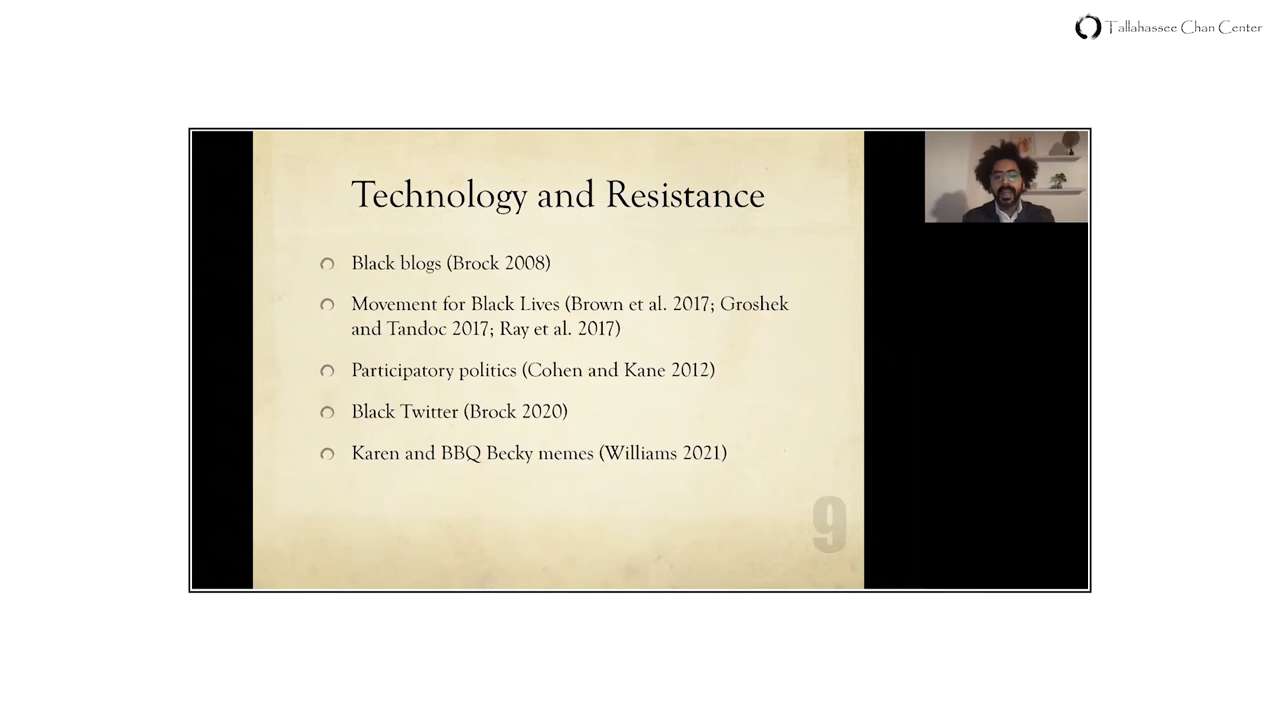 Tallahassee Chan Center
Technology and Resistance
Black blogs (Brock 2008)
Movement for Black Lives (Brown et al. 2017; Groshek
and Tandoc 2017; Ray et al. 2017)
Participatory politics (Cohen and Kane 2012)
Black Twitter (Brock 2020)
Karen and BBQ Becky memes (Williams 2021)
9